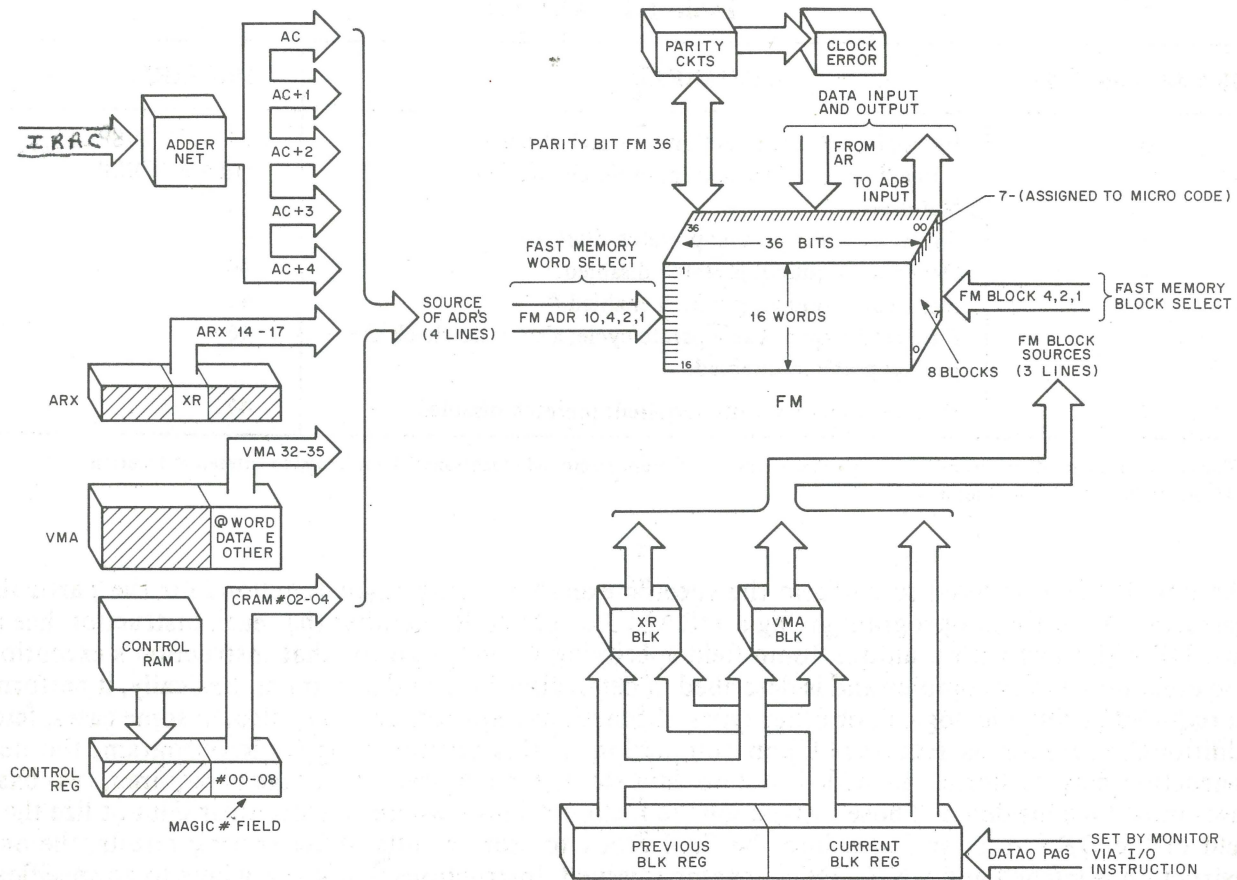 AC
AC+1
AC+2
AC+3
AC+4
IRAC
ADDER
NET
ARX 14-17
ARX
XR
VMA 32-35
VMA
@ WORD
DATA E
OTHER
CRAM #02-04
CONTROL
RAM
CONTROL
REG
#00-08
MAGIC # FIELD
SOURCE
OF ADR'S
(4 LINES)
PARITY
CKTS
CLOCK
ERROR
DATA INPUT
AND OUTPUT
PARITY BIT FM 36
FROM
AR
TO ADB
INPUT
7-(ASSIGNED TO MICRO CODE)
FAST MEMORY
WORD SELECT
FM ADR 10,4,2,1
36
00
36 BITS
1
16 WORDS
16
7
0
8 BLOCKS
FM
FM BLOCK 4,2,1
FAST MEMORY
BLOCK SELECT
FM BLOCK
SOURCES
(3 LINES)
XR
BLK
VMA
BLK
PREVIOUS
BLK REG
CURRENT
BLK REG
DATAO PAG
SET BY MONITOR
VIA I/O
INSTRUCTION